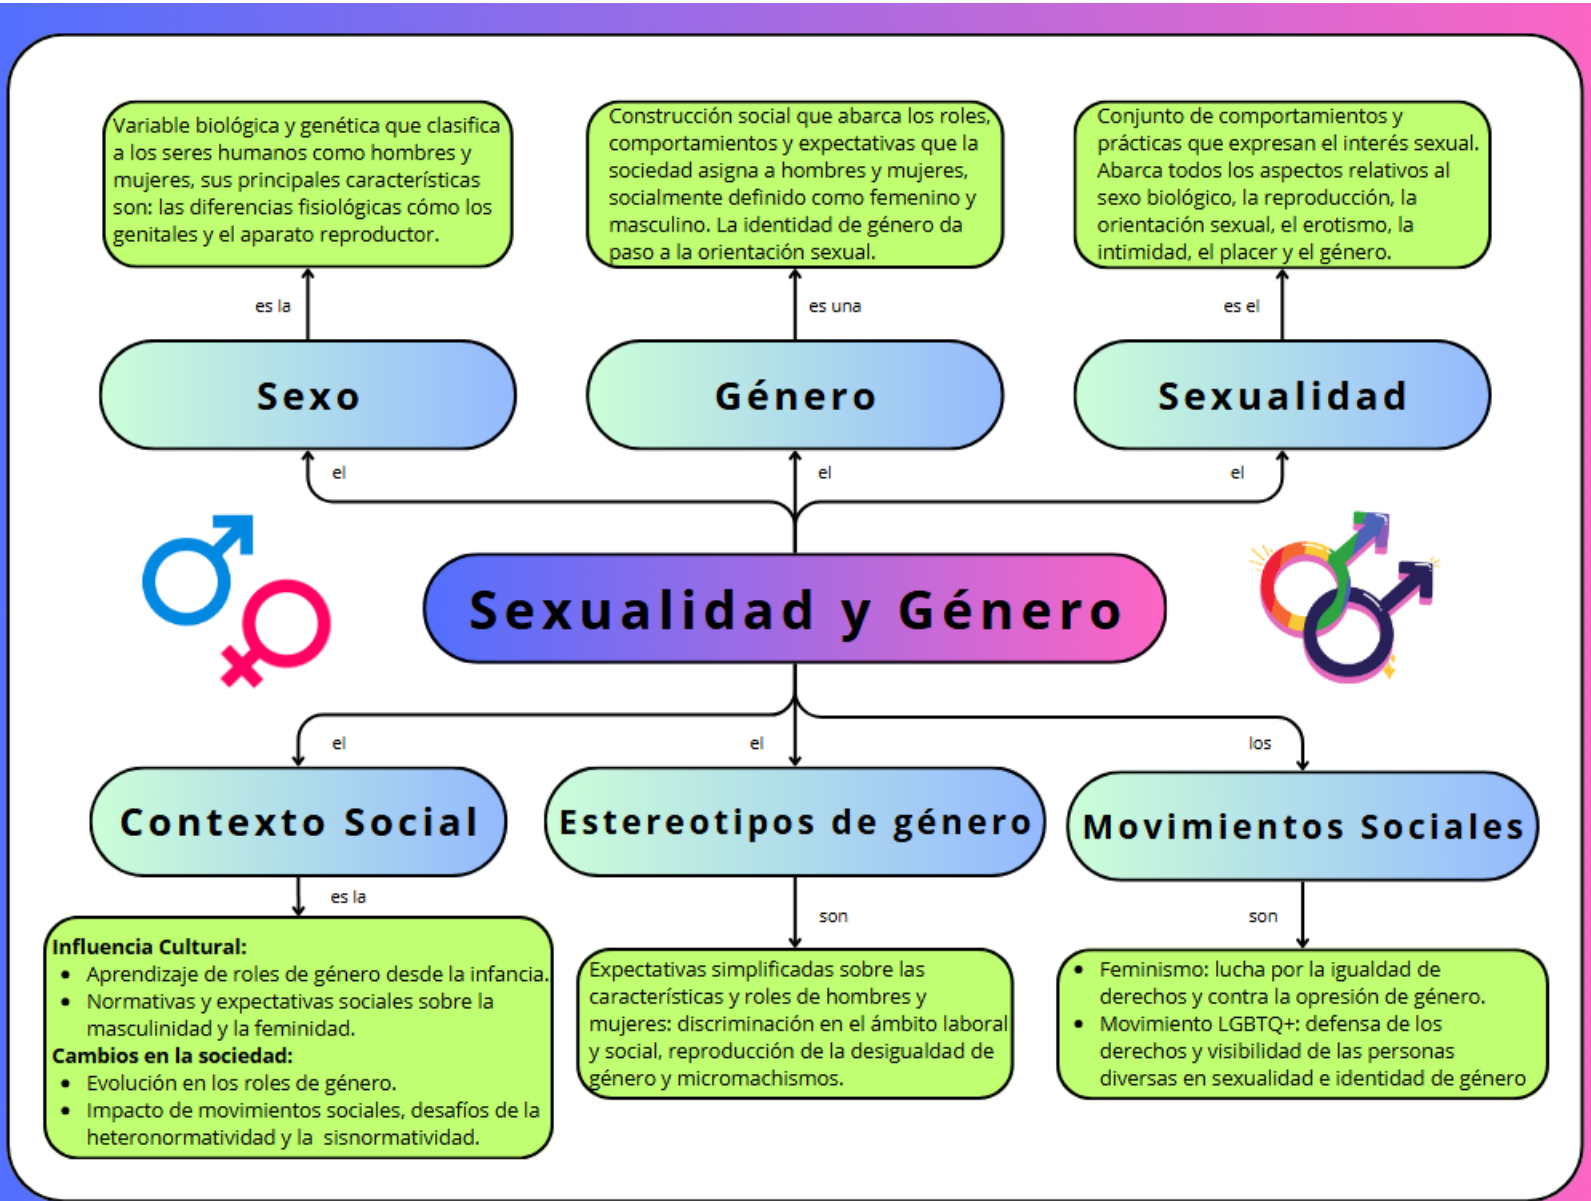 Variable biológica y genética que clasifica
a los seres humanos como hombres y
mujeres, sus principales características
son: las diferencias fisiológicas cómo los
genitales y el aparato reproductor.
Construcción social que abarca los roles,
comportamientos y expectativas que la
sociedad asigna a hombres y mujeres,
socialmente definido como femenino y
masculino. La identidad de género da
paso a la orientación sexual.
Conjunto de comportamientos y
prácticas que expresan el interés sexual.
Abarca todos los aspectos relativos al
sexo biológico, la reproducción, la
orientación sexual, el erotismo, la
intimidad, el placer y el género.
es la
es una
es el
Sexo
Género
Sexualidad
el
el
el
Sexualidad y Género
el
el
los
Contexto Social
Estereotipos de género
Movimientos Sociales
es la
son
son
Influencia Cultural:
• Aprendizaje de roles de género desde la infancia.
• Normativas y expectativas sociales sobre la
masculinidad y la feminidad.
Cambios en la sociedad:
• Evolución en los roles de género.
• Impacto de movimientos sociales, desafíos de la
heteronormatividad y la sisnormatividad.
Expectativas simplificadas sobre las
características y roles de hombres y
mujeres: discriminación en el ámbito laboral
y social, reproducción de la desigualdad de
género y micromachismos.
• Feminismo: lucha por la igualdad de
derechos y contra la opresión de género.
• Movimiento LGBTQ+: defensa de los
derechos y visibilidad de las personas
diversas en sexualidad e identidad de género